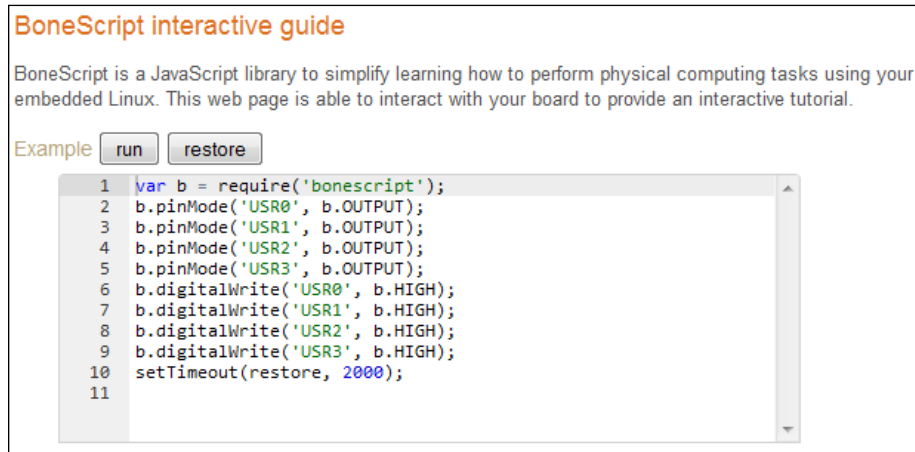 BoneScript interactive guide
BoneScript is a JavaScript library to simplify learning how to perform physical computing tasks using your
embedded Linux. This web page is able to interact with your board to provide an interactive tutorial.
Example run restore
1 var b = require('bonescript');
2 b.pinMode('USR0', b.OUTPUT);
3 b.pinMode('USR1', b.OUTPUT);
4 b.pinMode('USR2', b.OUTPUT);
5 b.pinMode('USR3', b.OUTPUT);
6 b.digitalWrite('USR0', b.HIGH);
7 b.digitalWrite('USR1', b.HIGH);
8 b.digitalWrite('USR2', b.HIGH);
9 b.digitalWrite('USR3', b.HIGH);
10 setTimeout(restore, 2000);
11